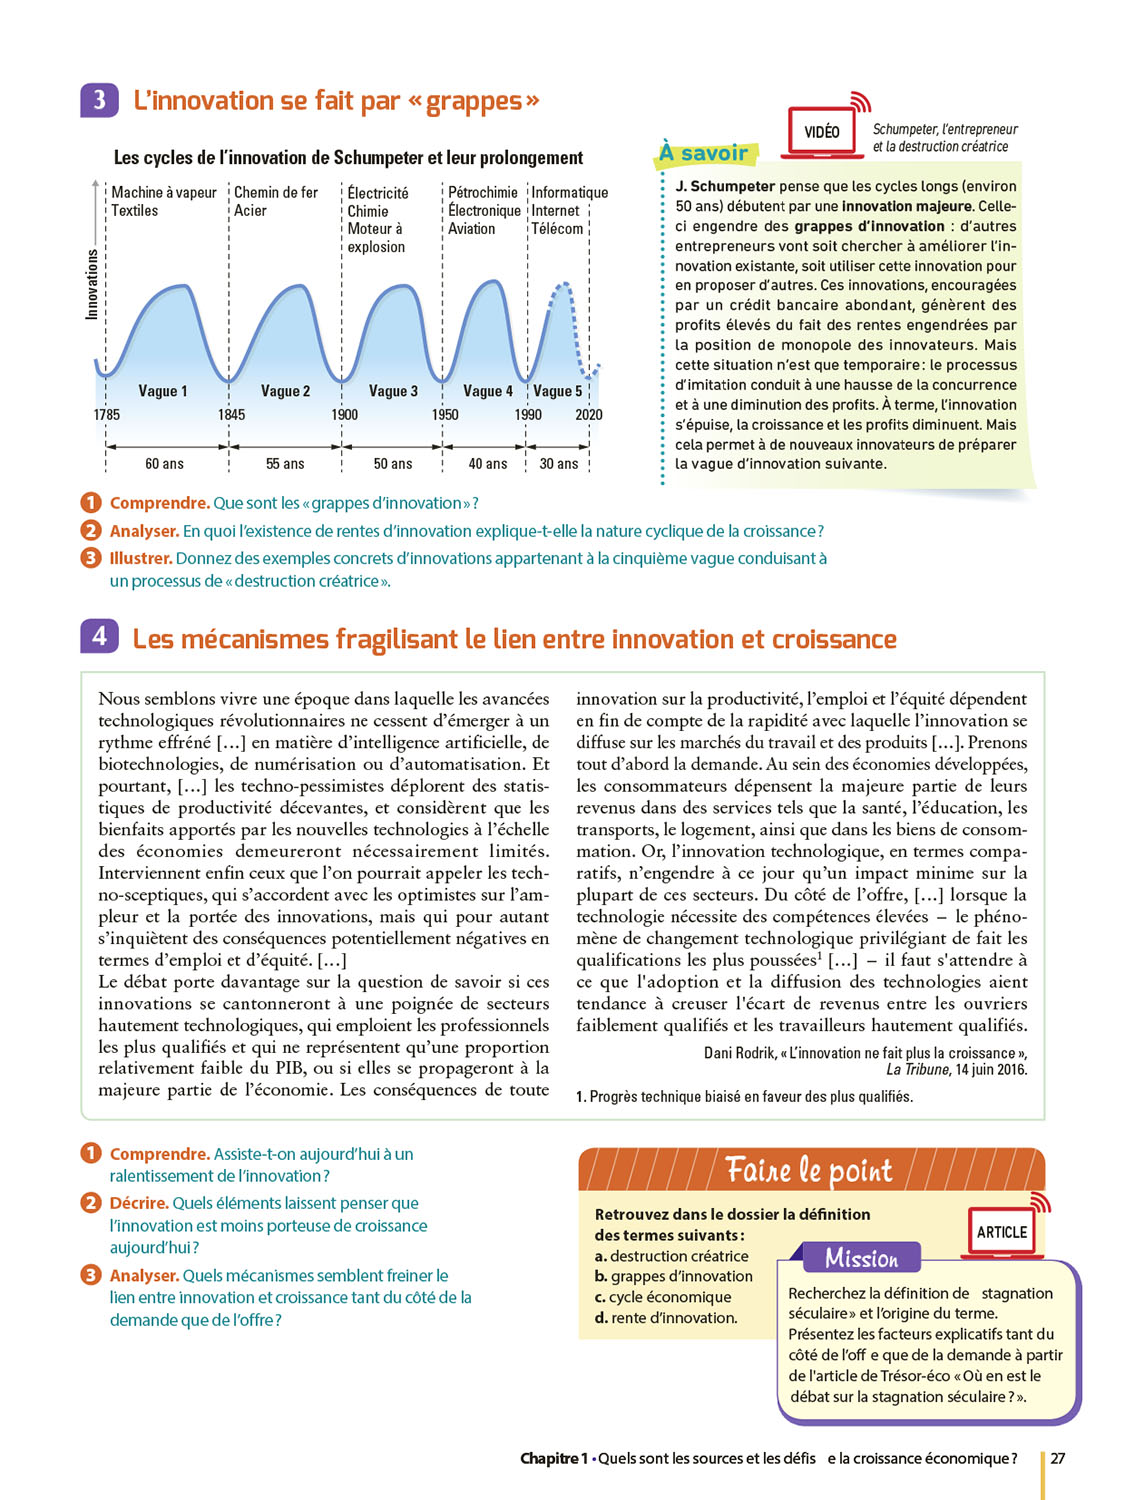 3 L'innovation se fait par « grappes »
Les cycles de l'innovation de Schumpeter et leur prolongement
Innovations
Machine à vapeur
Textiles
Chemin de fer
Acier
Électricité
Chimie
Moteur à
explosion
Pétrochimie
Électronique
Aviation
Informatique
Internet
Télécom
Vague 1
Vague 2
Vague 3
Vague 4
Vague 5
1785
1845
1900
1950
1990
2020
60 ans
55 ans
50 ans
40 ans
30 ans
VIDÉO
Schumpeter, l'entrepreneur
et la destruction créatrice
À savoir
J. Schumpeter pense que les cycles longs (environ
50 ans) débutent par une innovation majeure. Celle-
ci engendre des grappes d'innovation : d'autres
entrepreneurs vont soit chercher à améliorer l'in-
novation existante, soit utiliser cette innovation pour
en proposer d'autres. Ces innovations, encouragées
par un crédit bancaire abondant, génèrent des
profits élevés du fait des rentes engendrées par
la position de monopole des innovateurs. Mais
cette situation n'est que temporaire : le processus
d'imitation conduit à une hausse de la concurrence
et à une diminution des profits. À terme, l'innovation
s'épuise, la croissance et les profits diminuent. Mais
cela permet à de nouveaux innovateurs de préparer
la vague d'innovation suivante.
1 Comprendre. Que sont les « grappes d'innovation » ?
2 Analyser. En quoi l'existence de rentes d'innovation explique-t-elle la nature cyclique de la croissance ?
3 Illustrer. Donnez des exemples concrets d'innovations appartenant à la cinquième vague conduisant à
un processus de « destruction créatrice ».
4 Les mécanismes fragilisant le lien entre innovation et croissance
Nous semblons vivre une époque dans laquelle les avancées
technologiques révolutionnaires ne cessent d'émerger à un
rythme effréné [...] en matière d'intelligence artificielle, de
biotechnologies, de numérisation ou d'automatisation. Et
pourtant, [...] les techno-pessimistes déplorent des statis-
tiques de productivité décevantes, et considèrent que les
bienfaits apportés par les nouvelles technologies à l'échelle
des économies demeureront nécessairement limités.
Interviennent enfin ceux que l'on pourrait appeler les tech-
no-sceptiques, qui s'accordent avec les optimistes sur l'am-
pleur et la portée des innovations, mais qui pour autant
s'inquiètent des conséquences potentiellement négatives en
termes d'emploi et d'équité. [...]
Le débat porte davantage sur la question de savoir si ces
innovations se cantonneront à une poignée de secteurs
hautement technologiques, qui emploient les professionnels
les plus qualifiés et qui ne représentent qu'une proportion
relativement faible du PIB, ou si elles se propageront à la
majeure partie de l'économie. Les conséquences de toute
innovation sur la productivité, l'emploi et l'équité dépendent
en fin de compte de la rapidité avec laquelle l'innovation se
diffuse sur les marchés du travail et des produits [...]. Prenons
tout d'abord la demande. Au sein des économies développées,
les consommateurs dépensent la majeure partie de leurs
revenus dans des services tels que la santé, l'éducation, les
transports, le logement, ainsi que dans les biens de consom-
mation. Or, l'innovation technologique, en termes compa-
ratifs, n'engendre à ce jour qu'un impact minime sur la
plupart de ces secteurs. Du côté de l'offre, [...] lorsque la
technologie nécessite des compétences élevées – le phéno-
mène de changement technologique privilégiant de fait les
qualifications les plus poussées¹ [...] – il faut s'attendre à
ce que l'adoption et la diffusion des technologies aient
tendance à creuser l'écart de revenus entre les ouvriers
faiblement qualifiés et les travailleurs hautement qualifiés.
Dani Rodrik, « L'innovation ne fait plus la croissance »,
La Tribune, 14 juin 2016.
1. Progrès technique biaisé en faveur des plus qualifiés.
1 Comprendre. Assiste-t-on aujourd'hui à un
ralentissement de l'innovation ?
2 Décrire. Quels éléments laissent penser que
l'innovation est moins porteuse de croissance
aujourd'hui ?
3 Analyser. Quels mécanismes semblent freiner le
lien entre innovation et croissance tant du côté de la
demande que de l'offre ?
Faire le point
Retrouvez dans le dossier la définition
des termes suivants :
a. destruction créatrice
b. grappes d'innovation
c. cycle économique
d. rente d'innovation.
ARTICLE
Mission
Recherchez la définition de stagnation
séculaire» et l'origine du terme.
Présentez les facteurs explicatifs tant du
côté de l'off e que de la demande à partir
de l'article de Trésor-éco « Où en est le
débat sur la stagnation séculaire ? ».
Chapitre 1 • Quels sont les sources et les défis e la croissance économique ? 27